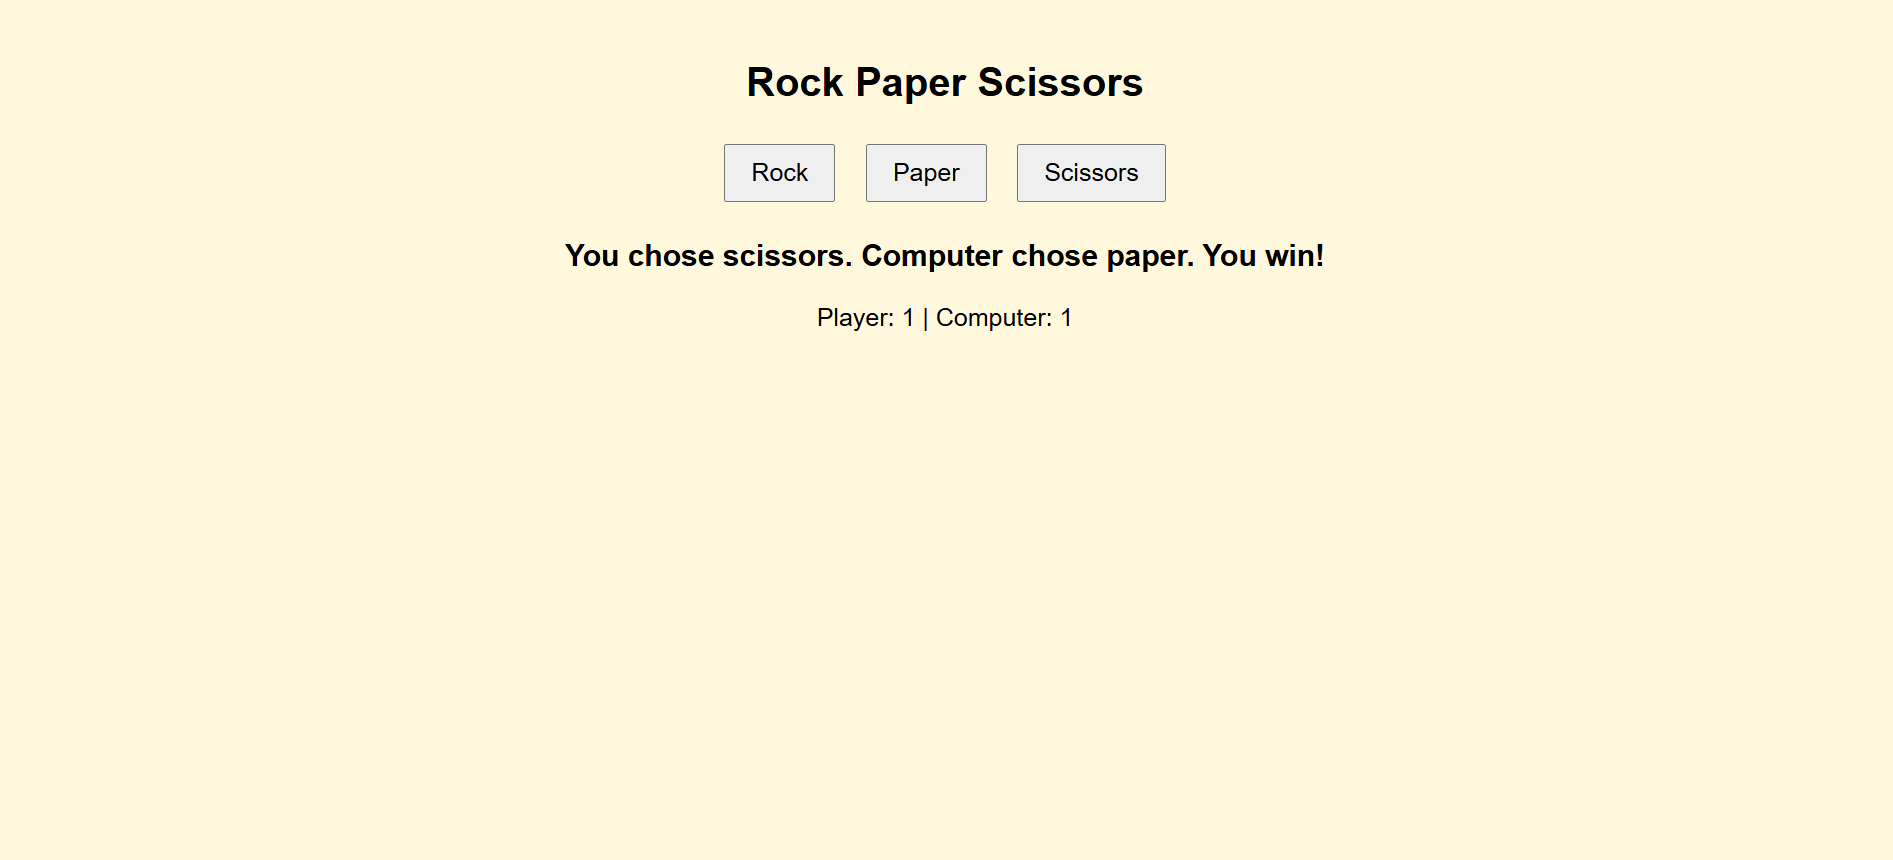 Rock Paper Scissors
Rock Paper Scissors
You chose scissors. Computer chose paper. You win!
Player: 1 | Computer: 1